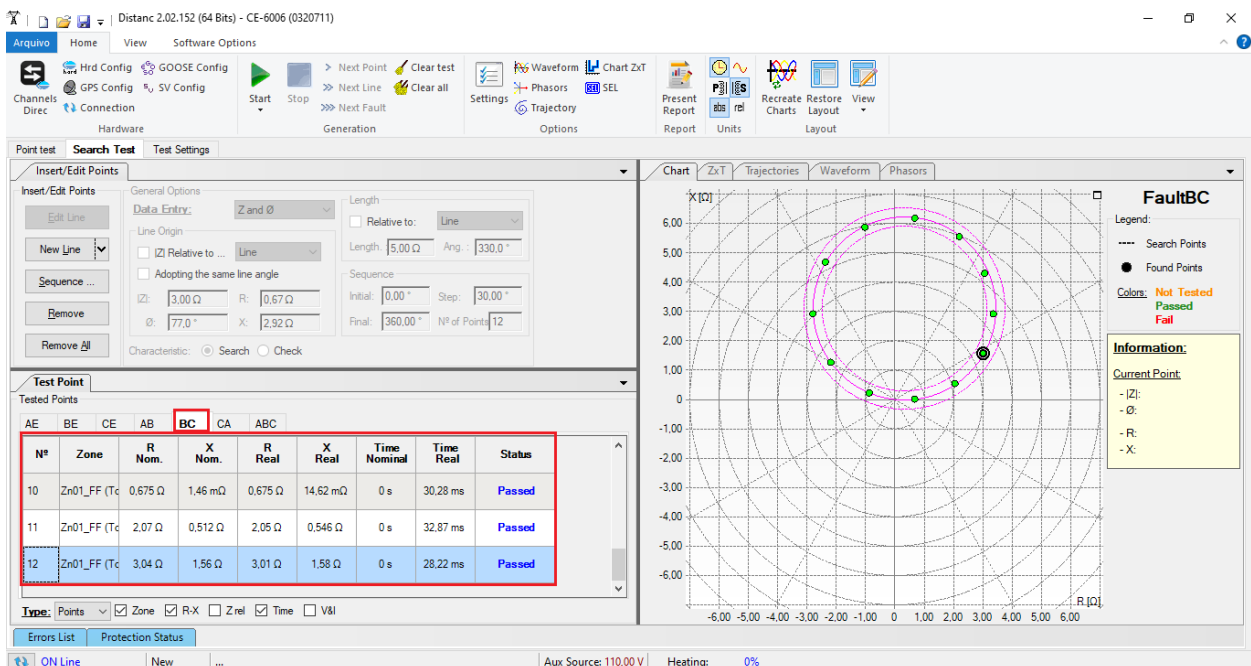 Distanc 2.02.152 (64 Bits) - CE-6006 (0320711)
Arquivo Home View Software Options
Hrd Config GOOSE Config Next Point Clear test Waveform Chart ZxT
GPS Config SV Config Next Line Clear all Phasors SEL
Connection Next Fault Trajectory
Channels Direc Start Stop Settings Present Report abs rel Recreate Charts Restore Layout View
Hardware Generation Options Report Units Layout
Point test Search Test Test Settings
Insert/Edit Points
Insert/Edit Points
Edit Line
New Line
Sequence ...
Remove
Remove All
General Options
Data Entry: Z and Ø
Line Origin
|Z| Relative to ... Line
Adopting the same line angle
|Z|: 3,00 Ω R: 0,67 Ω
Ø: 77,0 ° X: 2,92 Ω
Characteristic: Search Check
Length
Relative to: Line
Length.: 5,00 Ω Ang. : 330,0 °
Sequence
Initial: 0,00 ° Step: 30,00 °
Final: 360,00 ° Nº of Points 12
Test Point
Tested Points
AE BE CE AB BC CA ABC
Nº Zone R Nom. X Nom. R Real X Real Time Nominal Time Real Status
10 Zn01_FF (Tc 0,675 Ω 1,46 mΩ 0,675 Ω 14,62 mΩ 0 s 30,28 ms Passed
11 Zn01_FF (Tc 2,07 Ω 0,512 Ω 2,05 Ω 0,546 Ω 0 s 32,87 ms Passed
12 Zn01_FF (Tc 3,04 Ω 1,56 Ω 3,01 Ω 1,58 Ω 0 s 28,22 ms Passed
Type: Points Zone R-X Z rel Time V&I
Chart ZxT Trajectories Waveform Phasors
X [Ω]
6,00
5,00
4,00
3,00
2,00
1,00
0
-1,00
-2,00
-3,00
-4,00
-5,00
-6,00
R [Ω]
-6,00 -5,00 -4,00 -3,00 -2,00 -1,00 0 1,00 2,00 3,00 4,00 5,00 6,00
FaultBC
Legend:
Search Points
Found Points
Colors: Not Tested
Passed
Fail
Information:
Current Point:
- |Z|:
- Ø:
- R:
- X:
Errors List Protection Status
ON Line New ... Aux Source: 110.00 V Heating: 0%